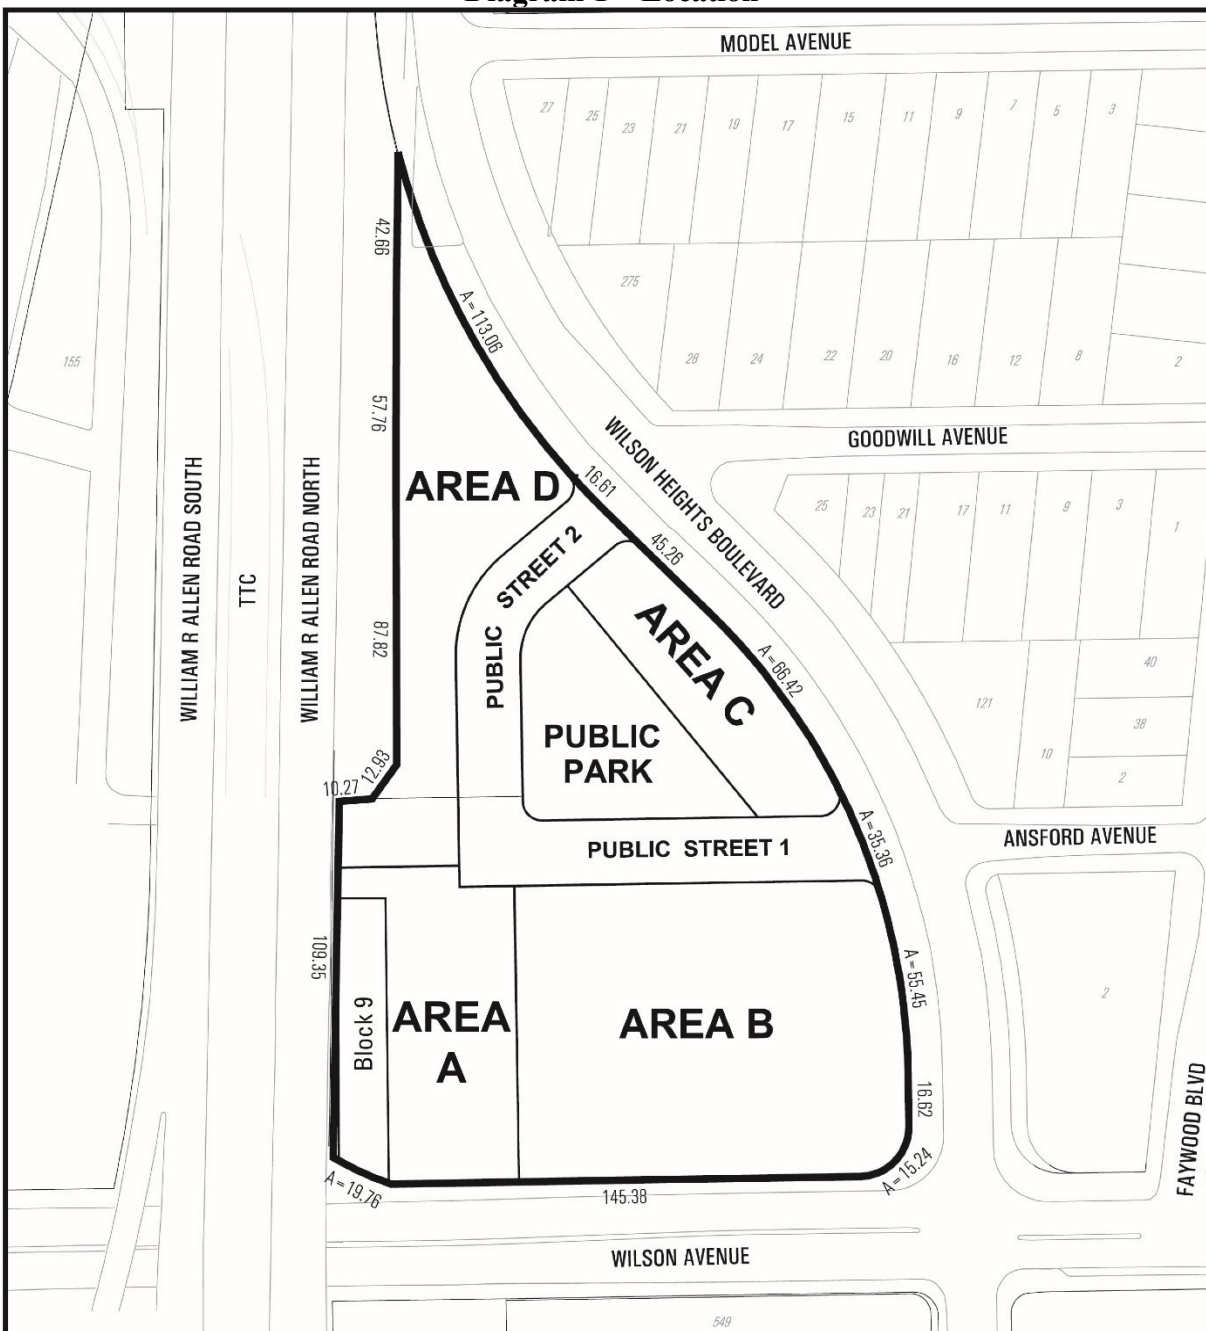 Diagram 1 - Location
MODEL AVENUE
27
25
23
21
19
17
15
11
9
7
5
3
42.66
275
A = 113.06
28
24
22
20
16
12
8
2
155
57.76
WILSON HEIGHTS BOULEVARD
GOODWILL AVENUE
AREA D
16.61
25
23
21
17
11
9
3
1
WILLIAM R ALLEN ROAD SOUTH
TTC
WILLIAM R ALLEN ROAD NORTH
PUBLIC STREET 2
45.26
87.82
AREA C
A = 66.42
40
121
38
10
2
PUBLIC
PARK
12.93
10.27
A = 35.36
ANSFORD AVENUE
PUBLIC STREET 1
109.35
A = 55.45
2
Block 9
AREA
A
AREA B
16.62
FAYWOOD BLVD
A = 15.24
A = 19.76
145.38
WILSON AVENUE
549